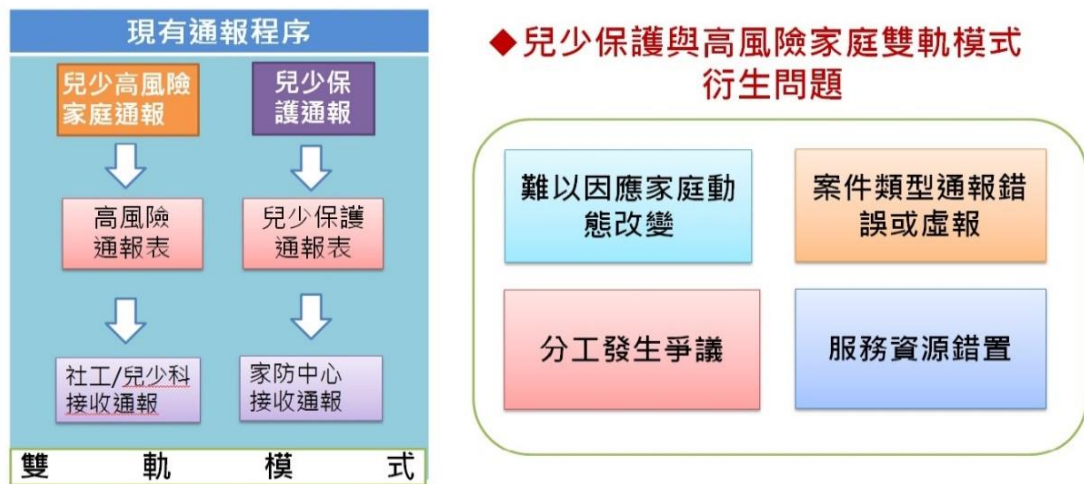 現有通報程序
兒少高風險
家庭通報
兒少保
護通報
高風險
通報表
兒少保護
通報表
社工/兒少科
接收通報
家防中心
接收通報
雙軌模式
◆兒少保護與高風險家庭雙軌模式
衍生問題
難以因應家庭動
態改變
案件類型通報錯
誤或虛報
分工發生爭議
服務資源錯置